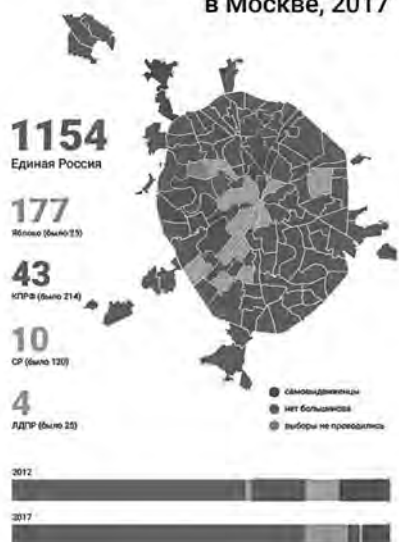 в Москве, 2017
1154
Единая Россия
177
Яблоко (было 25)
43
КПРФ (было 214)
10
СР (было 120)
4
ЛДПР (было 25)
самовыдвиженцы
нет большинства
выборы не проводились
2012
2017